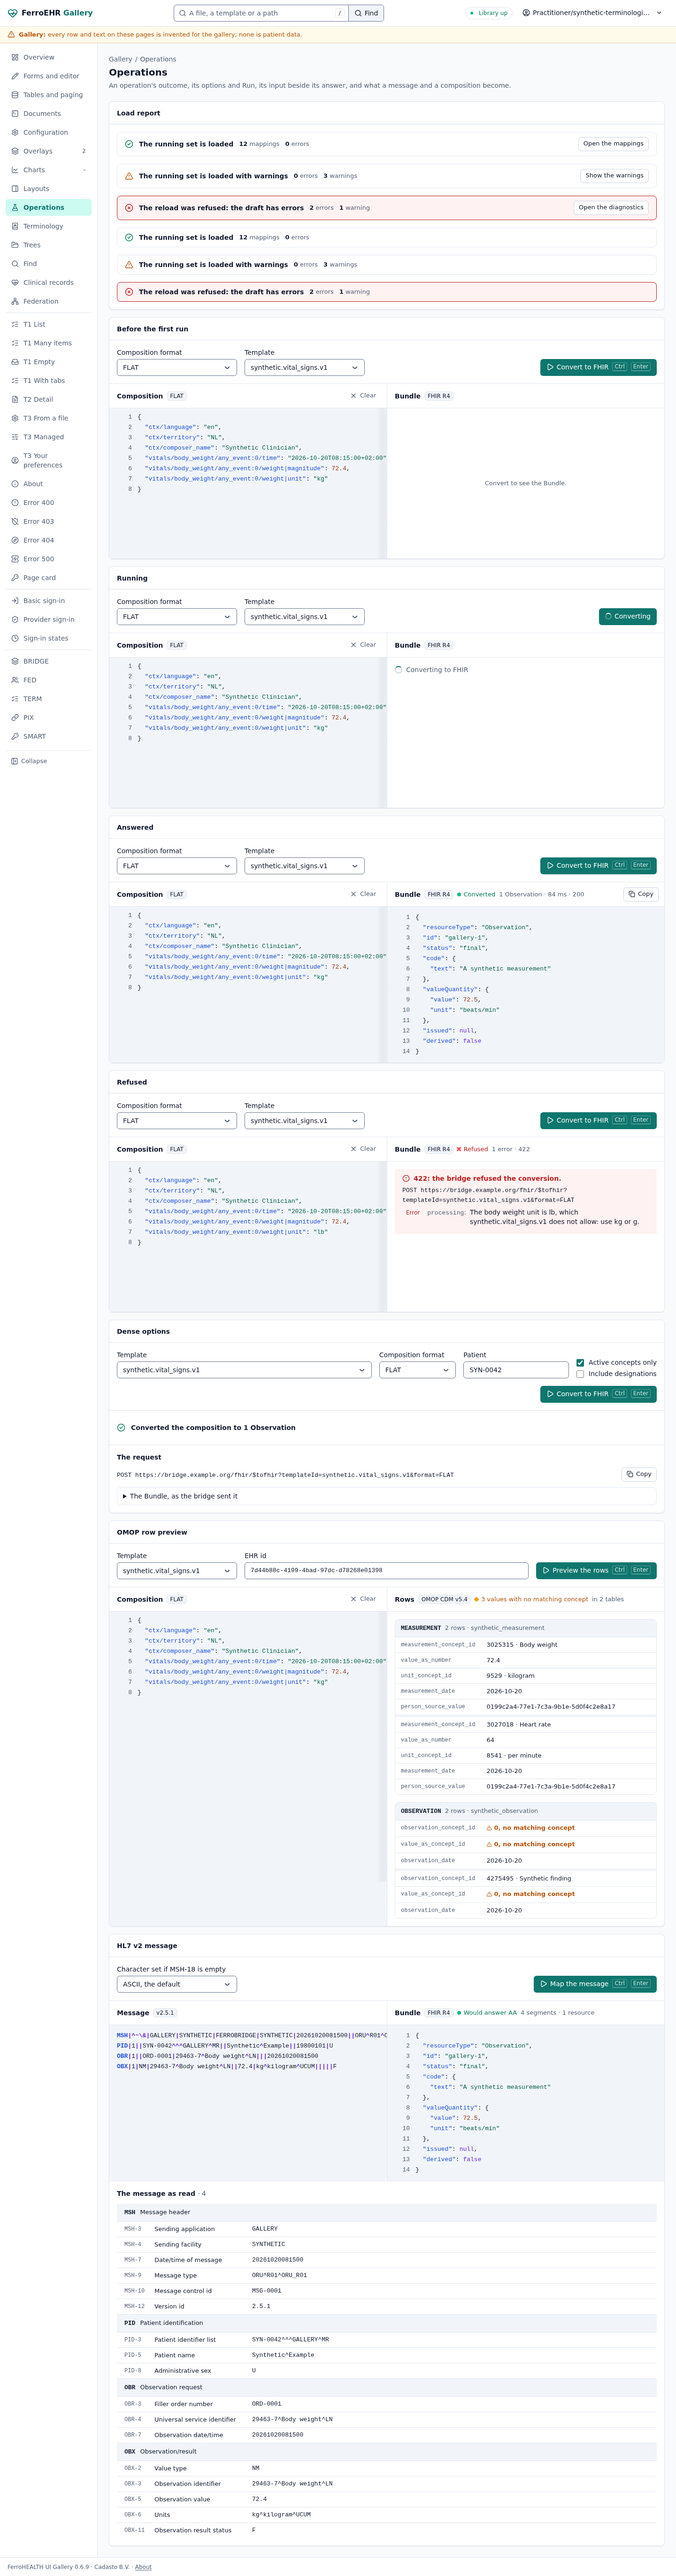 FerroEHR Gallery
A file, a template or a path
/
Find
Library up
Practitioner/synthetic-terminologi...
Gallery: every row and text on these pages is invented for the gallery; none is patient data.
Overview
Forms and editor
Tables and paging
Documents
Configuration
Overlays 2
Charts
Layouts
Operations
Terminology
Trees
Find
Clinical records
Federation
T1 List
T1 Many items
T1 Empty
T1 With tabs
T2 Detail
T3 From a file
T3 Managed
T3 Your
preferences
About
Error 400
Error 403
Error 404
Error 500
Page card
Basic sign-in
Provider sign-in
Sign-in states
BRIDGE
FED
TERM
PIX
SMART
Collapse
Gallery / Operations
Operations
An operation's outcome, its options and Run, its input beside its answer, and what a message and a composition become.
Load report
The running set is loaded 12 mappings 0 errors
Open the mappings
The running set is loaded with warnings 0 errors 3 warnings
Show the warnings
The reload was refused: the draft has errors 2 errors 1 warning
Open the diagnostics
The running set is loaded 12 mappings 0 errors
The running set is loaded with warnings 0 errors 3 warnings
The reload was refused: the draft has errors 2 errors 1 warning
Before the first run
Composition format
FLAT
Template
synthetic.vital_signs.v1
Convert to FHIR Ctrl Enter
Composition FLAT
Clear
1 {
2 "ctx/language": "en",
3 "ctx/territory": "NL",
4 "ctx/composer_name": "Synthetic Clinician",
5 "vitals/body_weight/any_event:0/time": "2026-10-20T08:15:00+02:00"
6 "vitals/body_weight/any_event:0/weight|magnitude": 72.4,
7 "vitals/body_weight/any_event:0/weight|unit": "kg"
8 }
Bundle FHIR R4
Convert to see the Bundle.
Running
Composition format
FLAT
Template
synthetic.vital_signs.v1
Converting
Composition FLAT
Clear
1 {
2 "ctx/language": "en",
3 "ctx/territory": "NL",
4 "ctx/composer_name": "Synthetic Clinician",
5 "vitals/body_weight/any_event:0/time": "2026-10-20T08:15:00+02:00"
6 "vitals/body_weight/any_event:0/weight|magnitude": 72.4,
7 "vitals/body_weight/any_event:0/weight|unit": "kg"
8 }
Bundle FHIR R4
Converting to FHIR
Answered
Composition format
FLAT
Template
synthetic.vital_signs.v1
Convert to FHIR Ctrl Enter
Composition FLAT
Clear
1 {
2 "ctx/language": "en",
3 "ctx/territory": "NL",
4 "ctx/composer_name": "Synthetic Clinician",
5 "vitals/body_weight/any_event:0/time": "2026-10-20T08:15:00+02:00"
6 "vitals/body_weight/any_event:0/weight|magnitude": 72.4,
7 "vitals/body_weight/any_event:0/weight|unit": "kg"
8 }
Bundle FHIR R4 Converted 1 Observation · 84 ms · 200
Copy
1 {
2 "resourceType": "Observation",
3 "id": "gallery-1",
4 "status": "final",
5 "code": {
6 "text": "A synthetic measurement"
7 },
8 "valueQuantity": {
9 "value": 72.5,
10 "unit": "beats/min"
11 },
12 "issued": null,
13 "derived": false
14 }
Refused
Composition format
FLAT
Template
synthetic.vital_signs.v1
Convert to FHIR Ctrl Enter
Composition FLAT
Clear
1 {
2 "ctx/language": "en",
3 "ctx/territory": "NL",
4 "ctx/composer_name": "Synthetic Clinician",
5 "vitals/body_weight/any_event:0/time": "2026-10-20T08:15:00+02:00"
6 "vitals/body_weight/any_event:0/weight|magnitude": 72.4,
7 "vitals/body_weight/any_event:0/weight|unit": "lb"
8 }
Bundle FHIR R4 Refused 1 error · 422
422: the bridge refused the conversion.
POST https://bridge.example.org/fhir/$tofhir?
templateId=synthetic.vital_signs.v1&format=FLAT
Error processing: The body weight unit is lb, which
synthetic.vital_signs.v1 does not allow: use kg or g.
Dense options
Template
synthetic.vital_signs.v1
Composition format
FLAT
Patient
SYN-0042
Active concepts only
Include designations
Convert to FHIR Ctrl Enter
Converted the composition to 1 Observation
The request
POST https://bridge.example.org/fhir/$tofhir?templateId=synthetic.vital_signs.v1&format=FLAT
Copy
The Bundle, as the bridge sent it
OMOP row preview
Template
synthetic.vital_signs.v1
EHR id
7d44b88c-4199-4bad-97dc-d78268e01398
Preview the rows Ctrl Enter
Composition FLAT
Clear
1 {
2 "ctx/language": "en",
3 "ctx/territory": "NL",
4 "ctx/composer_name": "Synthetic Clinician",
5 "vitals/body_weight/any_event:0/time": "2026-10-20T08:15:00+02:00"
6 "vitals/body_weight/any_event:0/weight|magnitude": 72.4,
7 "vitals/body_weight/any_event:0/weight|unit": "kg"
8 }
Rows OMOP CDM v5.4 3 values with no matching concept in 2 tables
MEASUREMENT 2 rows · synthetic_measurement
measurement_concept_id 3025315 · Body weight
value_as_number 72.4
unit_concept_id 9529 · kilogram
measurement_date 2026-10-20
person_source_value 0199c2a4-77e1-7c3a-9b1e-5d0f4c2e8a17
measurement_concept_id 3027018 · Heart rate
value_as_number 64
unit_concept_id 8541 · per minute
measurement_date 2026-10-20
person_source_value 0199c2a4-77e1-7c3a-9b1e-5d0f4c2e8a17
OBSERVATION 2 rows · synthetic_observation
observation_concept_id 0, no matching concept
value_as_concept_id 0, no matching concept
observation_date 2026-10-20
observation_concept_id 4275495 · Synthetic finding
value_as_concept_id 0, no matching concept
observation_date 2026-10-20
HL7 v2 message
Character set if MSH-18 is empty
ASCII, the default
Map the message Ctrl Enter
Message v2.5.1
MSH|^~\&|GALLERY|SYNTHETIC|FERROBRIDGE|SYNTHETIC|20261020081500||ORU^R01^O
PID|1||SYN-0042^^^GALLERY^MR||Synthetic^Example||19800101|U
OBR|1||ORD-0001|29463-7^Body weight^LN|||20261020081500
OBX|1|NM|29463-7^Body weight^LN||72.4|kg^kilogram^UCUM|||||F
Bundle FHIR R4 Would answer AA 4 segments · 1 resource
1 {
2 "resourceType": "Observation",
3 "id": "gallery-1",
4 "status": "final",
5 "code": {
6 "text": "A synthetic measurement"
7 },
8 "valueQuantity": {
9 "value": 72.5,
10 "unit": "beats/min"
11 },
12 "issued": null,
13 "derived": false
14 }
The message as read · 4
MSH Message header
MSH-3 Sending application GALLERY
MSH-4 Sending facility SYNTHETIC
MSH-7 Date/time of message 20261020081500
MSH-9 Message type ORU^R01^ORU_R01
MSH-10 Message control id MSG-0001
MSH-12 Version id 2.5.1
PID Patient identification
PID-3 Patient identifier list SYN-0042^^^GALLERY^MR
PID-5 Patient name Synthetic^Example
PID-8 Administrative sex U
OBR Observation request
OBR-3 Filler order number ORD-0001
OBR-4 Universal service identifier 29463-7^Body weight^LN
OBR-7 Observation date/time 20261020081500
OBX Observation/result
OBX-2 Value type NM
OBX-3 Observation identifier 29463-7^Body weight^LN
OBX-5 Observation value 72.4
OBX-6 Units kg^kilogram^UCUM
OBX-11 Observation result status F
FerroHEALTH UI Gallery 0.6.9 · Cadasto B.V. · About